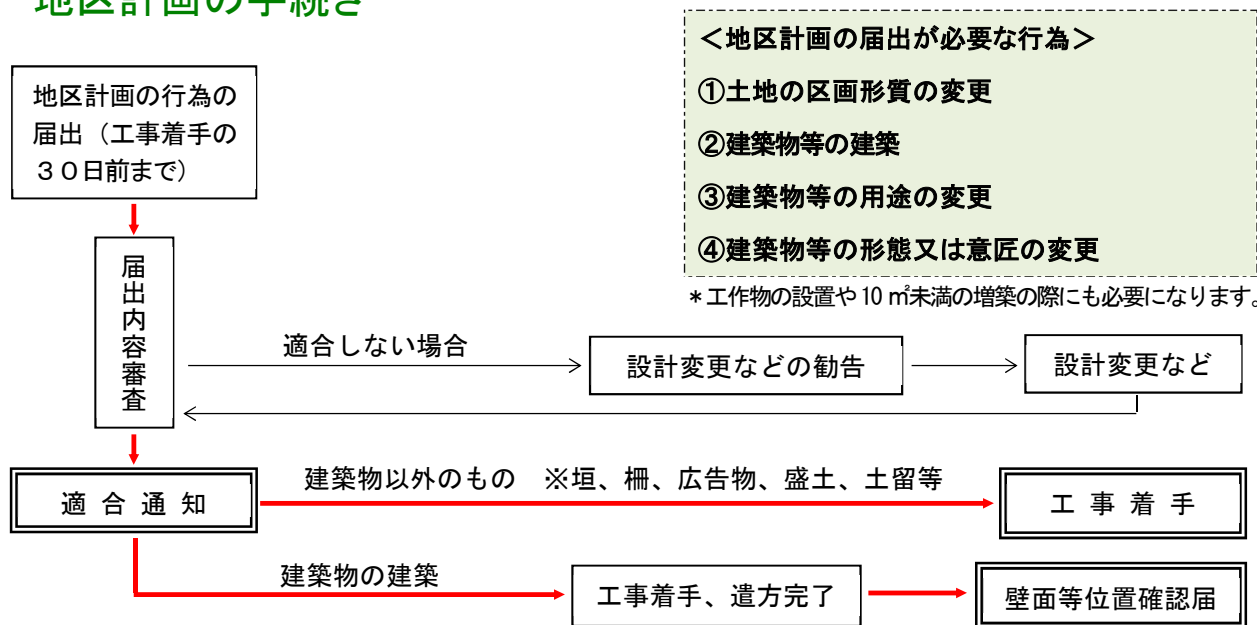 地区計画の手続き
＜地区計画の届出が必要な行為＞
①土地の区画形質の変更
②建築物等の建築
③建築物等の用途の変更
④建築物等の形態又は意匠の変更
＊工作物の設置や10㎡未満の増築の際にも必要になります。
地区計画の行為の
届出（工事着手の
３０日前まで）
届出内容審査
適合しない場合
設計変更などの勧告
設計変更など
適合通知
建築物以外のもの　※垣、柵、広告物、盛土、土留等
工事着手
建築物の建築
工事着手、遣方完了
壁面等位置確認届